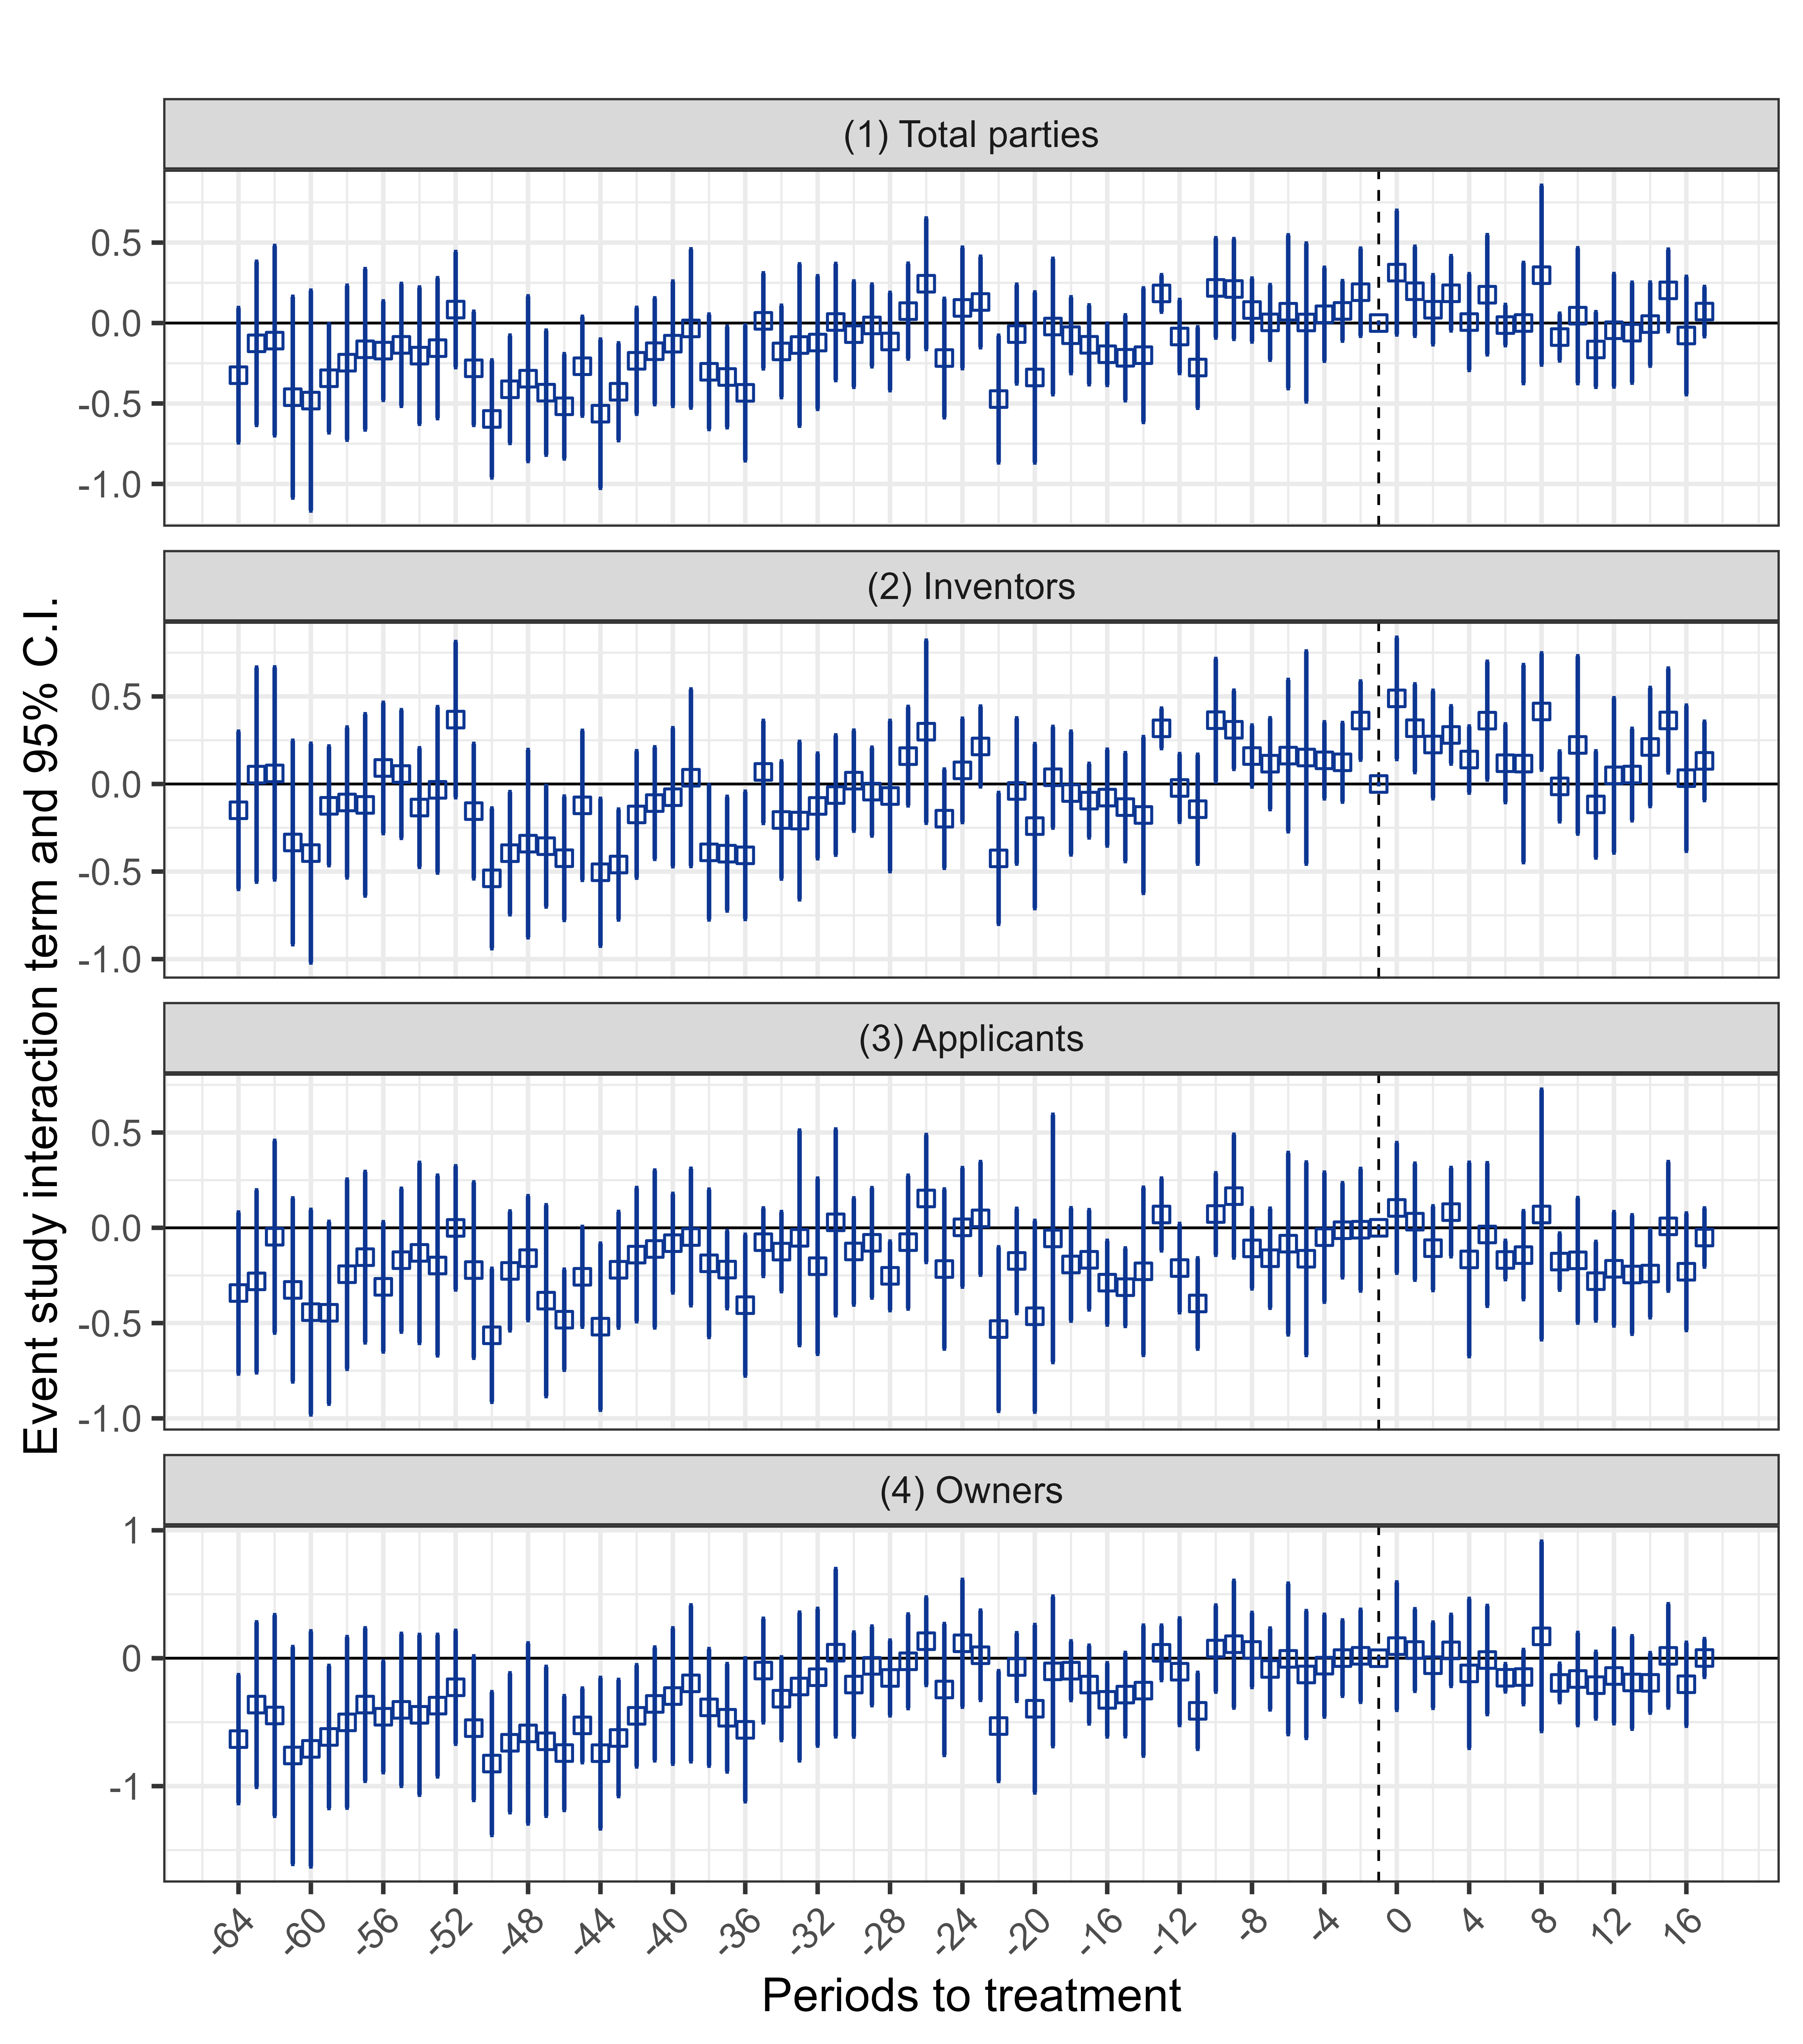 (1) Total parties
0.5
0.0
-0.5
-1.0
(2) Inventors
0.5
0.0
-0.5
-1.0
(3) Applicants
0.5
0.0
-0.5
-1.0
(4) Owners
1
0
-1
Event study interaction term and 95% C.I.
-64 -60 -56 -52 -48 -44 -40 -36 -32 -28 -24 -20 -16 -12 -8 -4 0 4 8 12 16
Periods to treatment